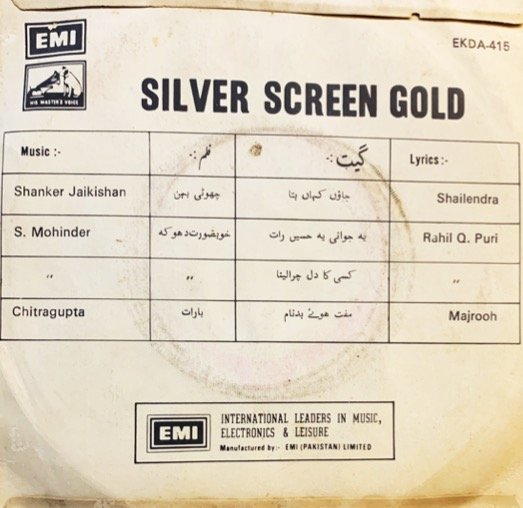 EMI
EKDA-415
HIS MASTER'S VOICE
SILVER SCREEN GOLD
Music :- فلم :- گیت :- Lyrics :-
Shanker Jaikishan چھوٹی بہن جاؤں کہاں بتا Shailendra
S. Mohinder خوبصورت دھوکہ یہ جوانی یہ حسیں رات Rahil Q. Puri
" " کسی کا دل چرالینا "
Chitragupta بارات مفت ہوئے بدنام Majrooh
EMI
INTERNATIONAL LEADERS IN MUSIC,
ELECTRONICS & LEISURE
Manufactured by:- EMI (PAKISTAN) LIMITED